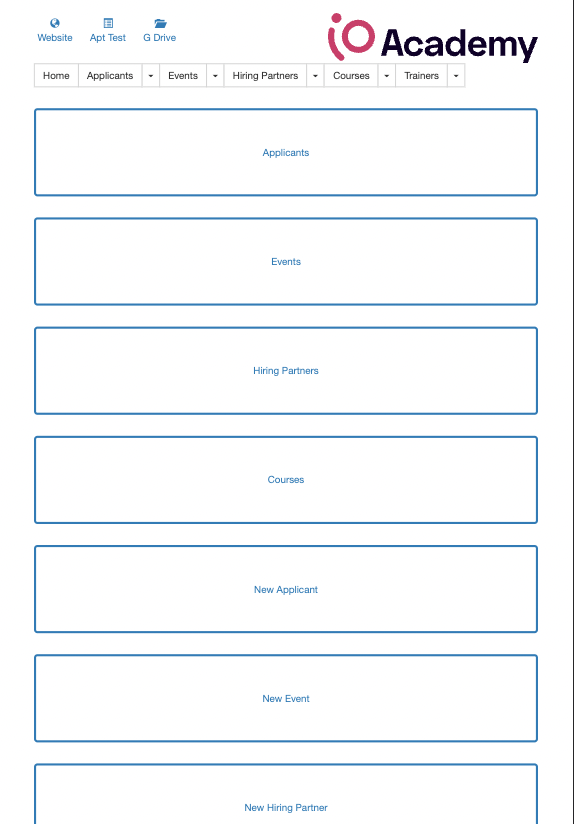 Website Apt Test G Drive
iO Academy
Home Applicants Events Hiring Partners Courses Trainers
Applicants
Events
Hiring Partners
Courses
New Applicant
New Event
New Hiring Partner